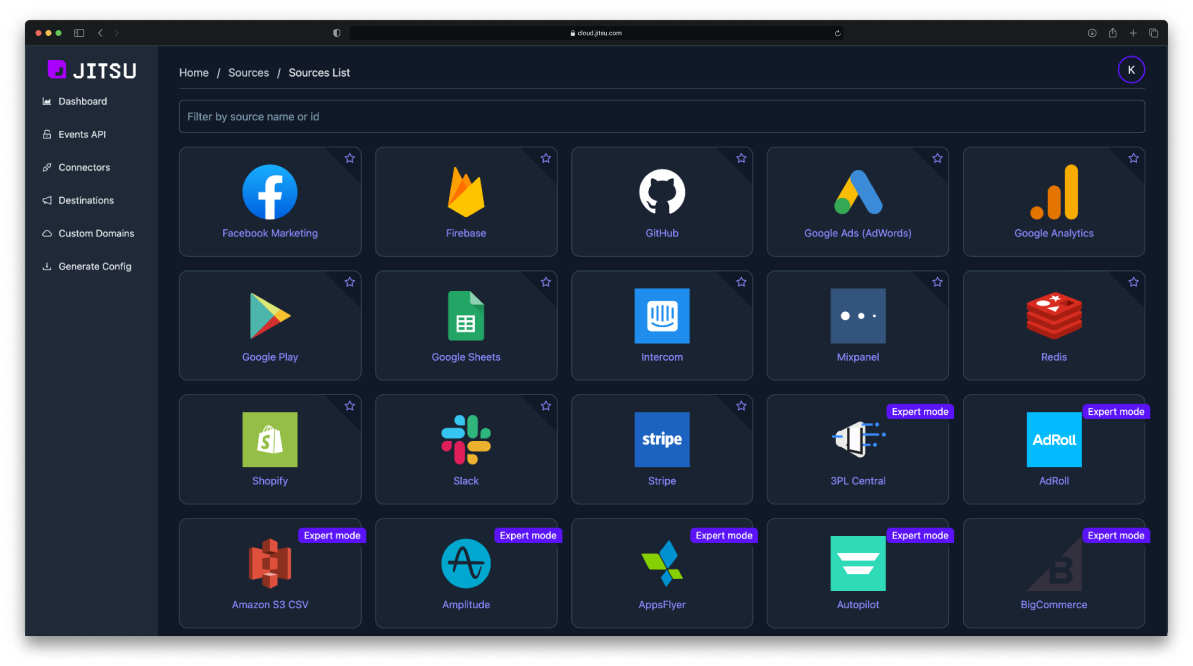 cloud.jitsu.com
JITSU
Home / Sources / Sources List
K
Dashboard
Events API
Connectors
Destinations
Custom Domains
Generate Config
Filter by source name or id
Facebook Marketing
Firebase
GitHub
Google Ads (AdWords)
Google Analytics
Google Play
Google Sheets
Intercom
Mixpanel
Redis
Shopify
Slack
stripe
Stripe
Expert mode
3PL Central
Expert mode
AdRoll
AdRoll
Expert mode
Amazon S3 CSV
Expert mode
Amplitude
Expert mode
AppsFlyer
Expert mode
Autopilot
Expert mode
B
BigCommerce